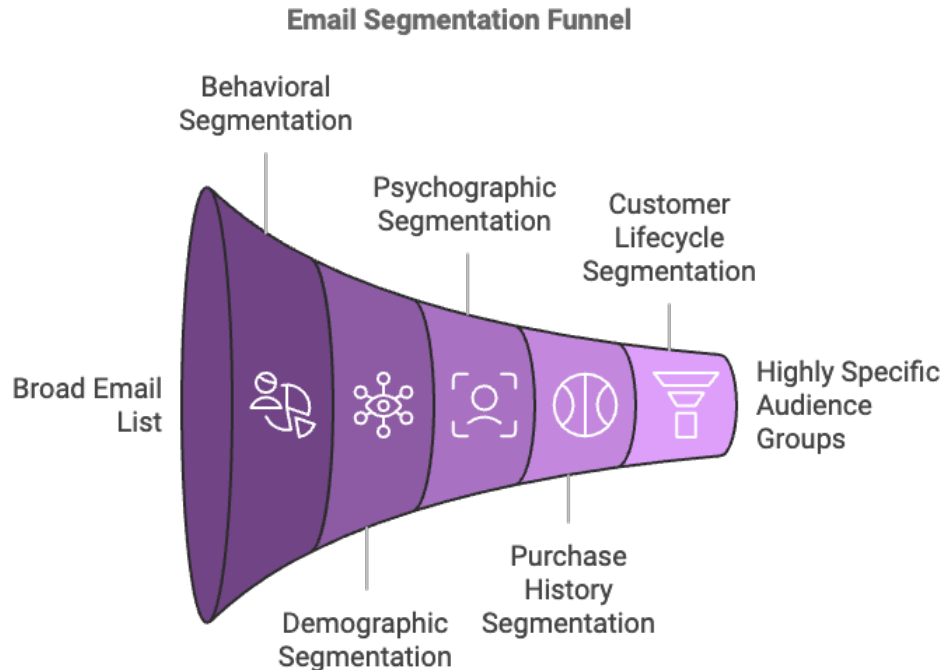 Email Segmentation Funnel
Behavioral
Segmentation
Psychographic
Segmentation
Customer
Lifecycle
Segmentation
Broad Email
List
Highly Specific
Audience
Groups
Purchase
History
Segmentation
Demographic
Segmentation